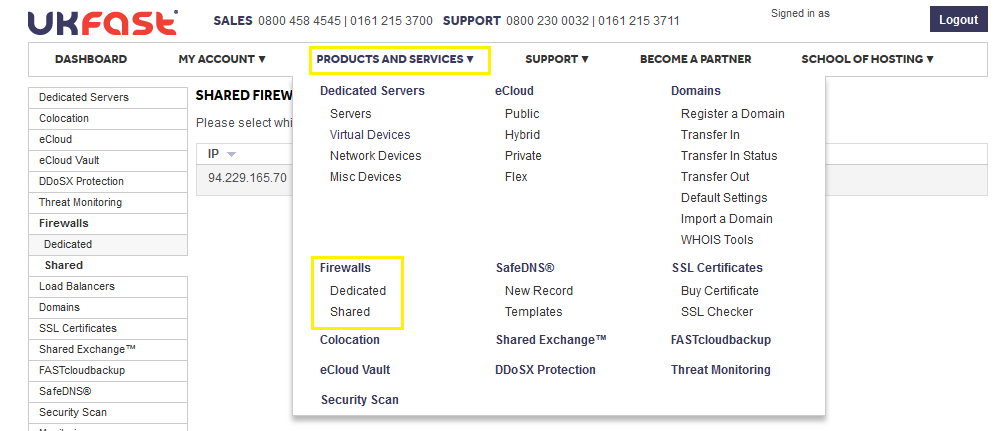 UKFAST
SALES 0800 458 4545 | 0161 215 3700 SUPPORT 0800 230 0032 | 0161 215 3711
Signed in as
Logout
DASHBOARD MY ACCOUNT ▼ PRODUCTS AND SERVICES ▼ SUPPORT ▼ BECOME A PARTNER SCHOOL OF HOSTING ▼
Dedicated Servers
Colocation
eCloud
eCloud Vault
DDoSX Protection
Threat Monitoring
Firewalls
Dedicated
Shared
Load Balancers
Domains
SSL Certificates
Shared Exchange™
FASTcloudbackup
SafeDNS®
Security Scan
SHARED FIREW
Please select whi
IP
94.229.165.70
Dedicated Servers
Servers
Virtual Devices
Network Devices
Misc Devices
eCloud
Public
Hybrid
Private
Flex
Domains
Register a Domain
Transfer In
Transfer In Status
Transfer Out
Default Settings
Import a Domain
WHOIS Tools
Firewalls
Dedicated
Shared
SafeDNS®
New Record
Templates
SSL Certificates
Buy Certificate
SSL Checker
Colocation
Shared Exchange™
FASTcloudbackup
eCloud Vault
DDoSX Protection
Threat Monitoring
Security Scan